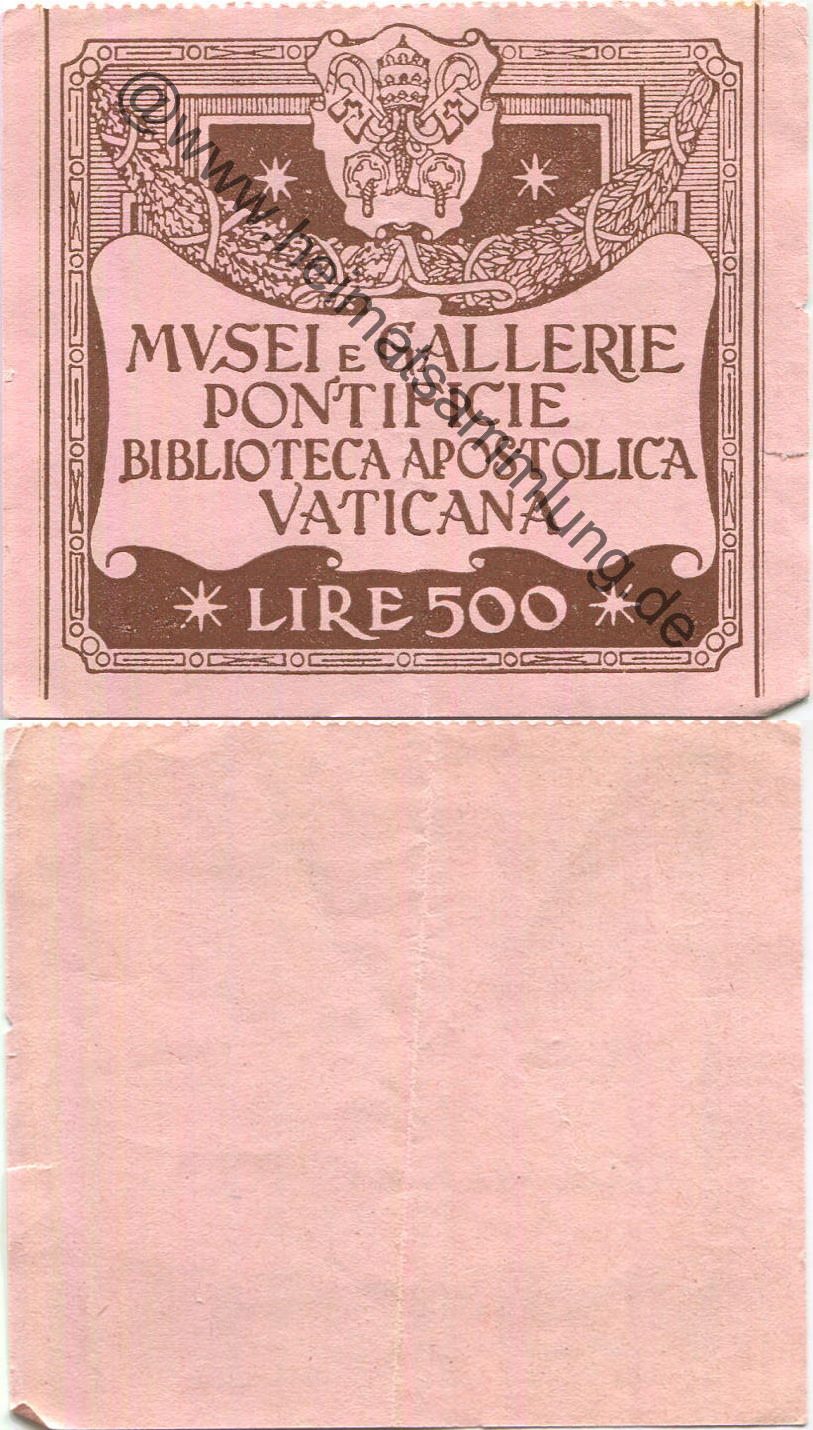 MVSEI E GALLERIE
PONTIFICIE
BIBLIOTECA APOSTOLICA
VATICANA
LIRE 500
@www.heimatsammlung.de